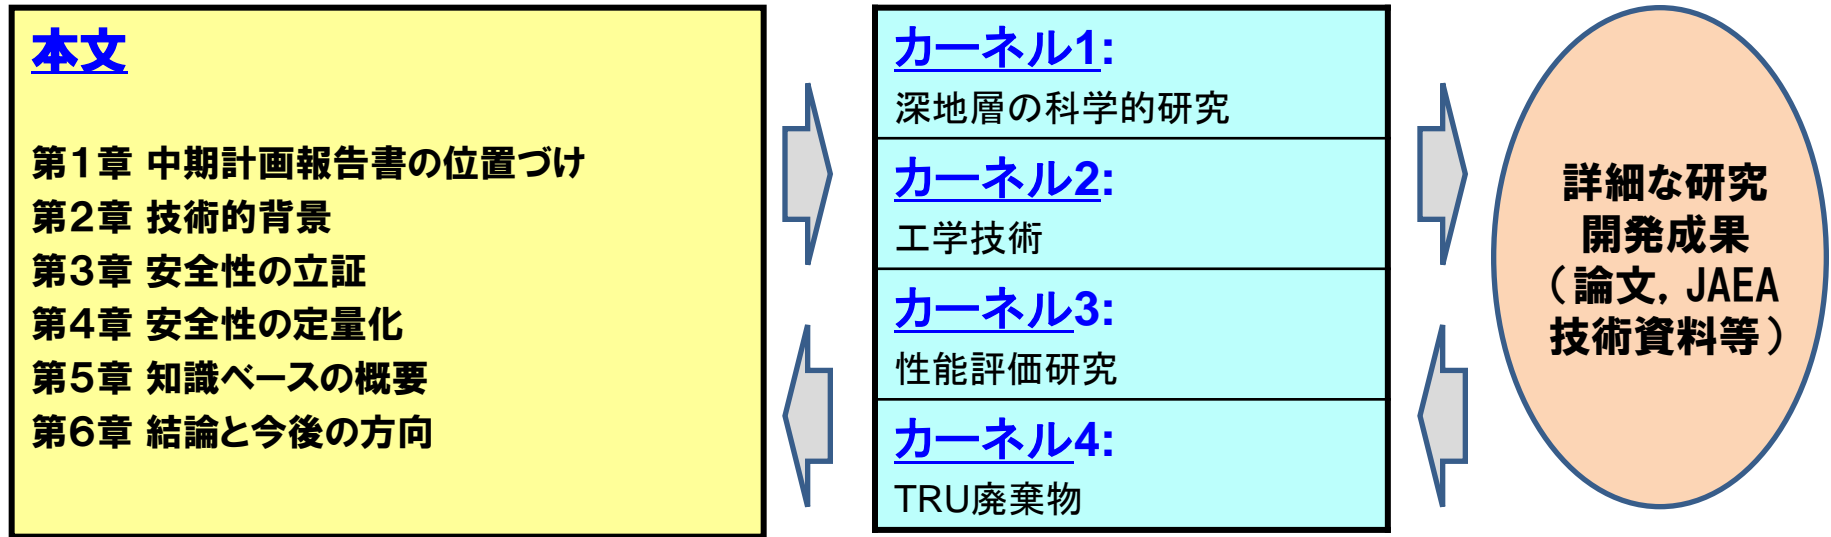 本文
第1章 中期計画報告書の位置づけ
第2章 技術的背景
第3章 安全性の立証
第4章 安全性の定量化
第5章 知識ベースの概要
第6章 結論と今後の方向
カーネル1:
深地層の科学的研究
カーネル2:
工学技術
カーネル3:
性能評価研究
カーネル4:
TRU廃棄物
詳細な研究
開発成果
（論文, JAEA
技術資料等）